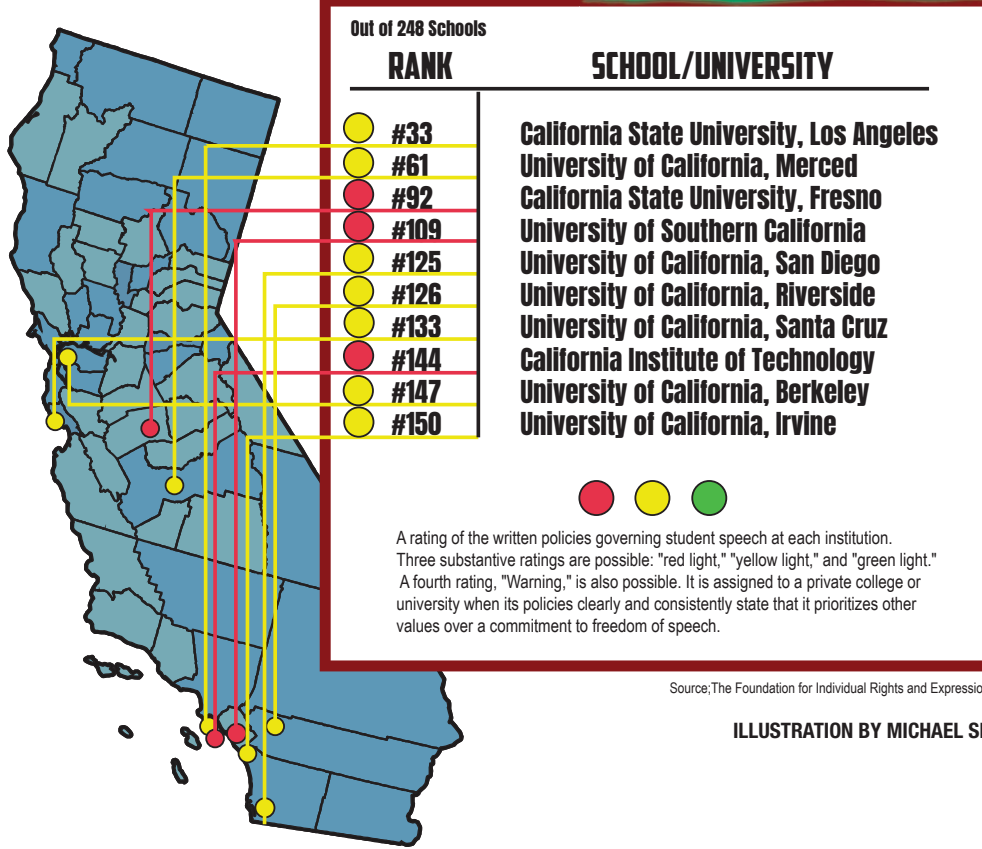 Out of 248 Schools
RANK SCHOOL/UNIVERSITY
#33 California State University, Los Angeles
#61 University of California, Merced
#92 California State University, Fresno
#109 University of Southern California
#125 University of California, San Diego
#126 University of California, Riverside
#133 University of California, Santa Cruz
#144 California Institute of Technology
#147 University of California, Berkeley
#150 University of California, Irvine
A rating of the written policies governing student speech at each institution.
Three substantive ratings are possible: "red light," "yellow light," and "green light."
A fourth rating, "Warning," is also possible. It is assigned to a private college or
university when its policies clearly and consistently state that it prioritizes other
values over a commitment to freedom of speech.
Source;The Foundation for Individual Rights and
ILLUSTRATION BY MICHAEL